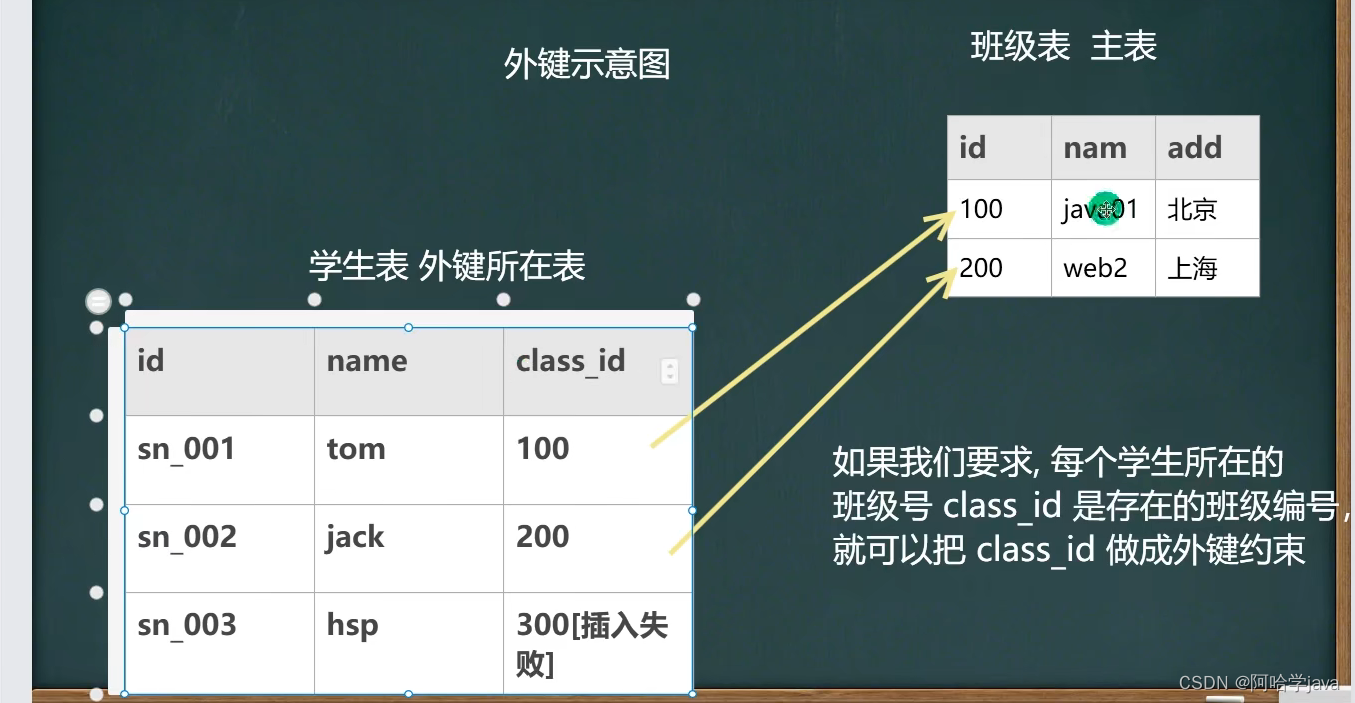 外键示意图
班级表 主表
id nam add
100 java01 北京
200 web2 上海
学生表 外键所在表
id name class_id
sn_001 tom 100
sn_002 jack 200
sn_003 hsp 300[插入失
败]
如果我们要求, 每个学生所在的
班级号 class_id 是存在的班级编号,
就可以把 class_id 做成外键约束
CSDN @阿哈学java